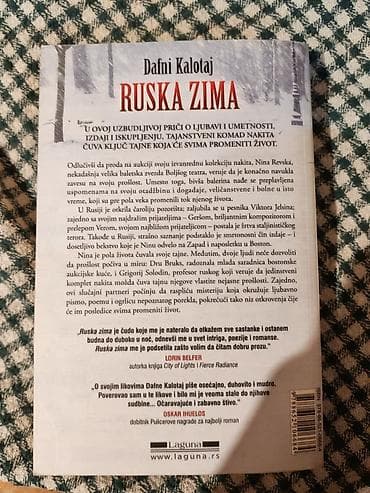 Dafni Kalotaj
RUSKA ZIMA
U OVOJ UZBUDLJIVOJ PRIČI O LJUBAVI I UMETNOSTI,
IZDAJI I ISKUPLJENJU, TAJANSTVENI KOMAD NAKITA
ČUVA KLJUČ TAJNE KOJA ĆE SVIMA PROMENITI ŽIVOT.
Odlučivši da proda na aukciji svoju izvanrednu kolekciju nakita, Nina Revska,
nekadašnja velika baletska zvezda Boljšog teatra, veruje da je konačno navukla
zavesu na svoju prošlost. Umesto toga, bivša balerina nađe se preplavljena
uspomenama na svoju otadžbinu i događaje, veličanstvene i bolne u isto
vreme, koji su pre pola veka promenili tok njenog života.
U Rusiji je otkrila čaroliju pozorišta; zaljubila se u pesnika Viktora Jelsina;
zajedno sa svojim najboljim prijateljima – Geršom, briljantnim kompozitorom i
prelepom Verom, svojom najbližom prijateljicom – postala je žrtva staljinističkog
terora. Takođe u Rusiji, strašno saznanje podstaklo je smrtonosni čin izdaje – i
dosetljivo bekstvo koje je Ninu odvelo na Zapad i naposletku u Boston.
Nina je pola života čuvala svoje tajne. Međutim, dvoje ljudi neće dozvoliti
da prošlost počiva u miru: Dru Bruks, radoznala mlada saradnica bostonske
aukcijske kuće, i Grigorij Solodin, profesor ruskog koji veruje da jedinstveni
komplet nakita možda čuva tajnu njegove vlastite nejasne prošlosti. Zajedno,
ovi slučajni partneri počinju da raspliću misteriju koja okružuje ljubavno
pismo, poemu i ogrlicu nepoznatog porekla, pokrećući tako niz otkrovenja čije
će im posledice svima promeniti život.
Ruska zima je čudo koje me je nateralo da otkažem sve sastanke i ostanem
budna do duboko u noć, odnevši me u svet intriga, poezije i romanse.
Ruska zima me je podsetila zašto volim da čitam dobru prozu."
LORIN BELFER
autorka knjiga City of Lights i Fierce Radiance
„O svojim likovima Dafne Kalotaj piše osećajno, duhovito i mudro.
Poverovao sam u te likove i bilo mi je veoma stalo do njihove
sudbine... Očaravajuće i zabavno štivo."
OSKAR IHUELOS
dobitnik Pulicerove nagrade za najbolji roman
Laguna
www.laguna.rs